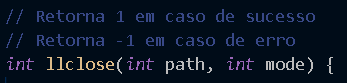 // Retorna 1 em caso de sucesso
// Retorna -1 em caso de erro
int llclose(int path, int mode) {